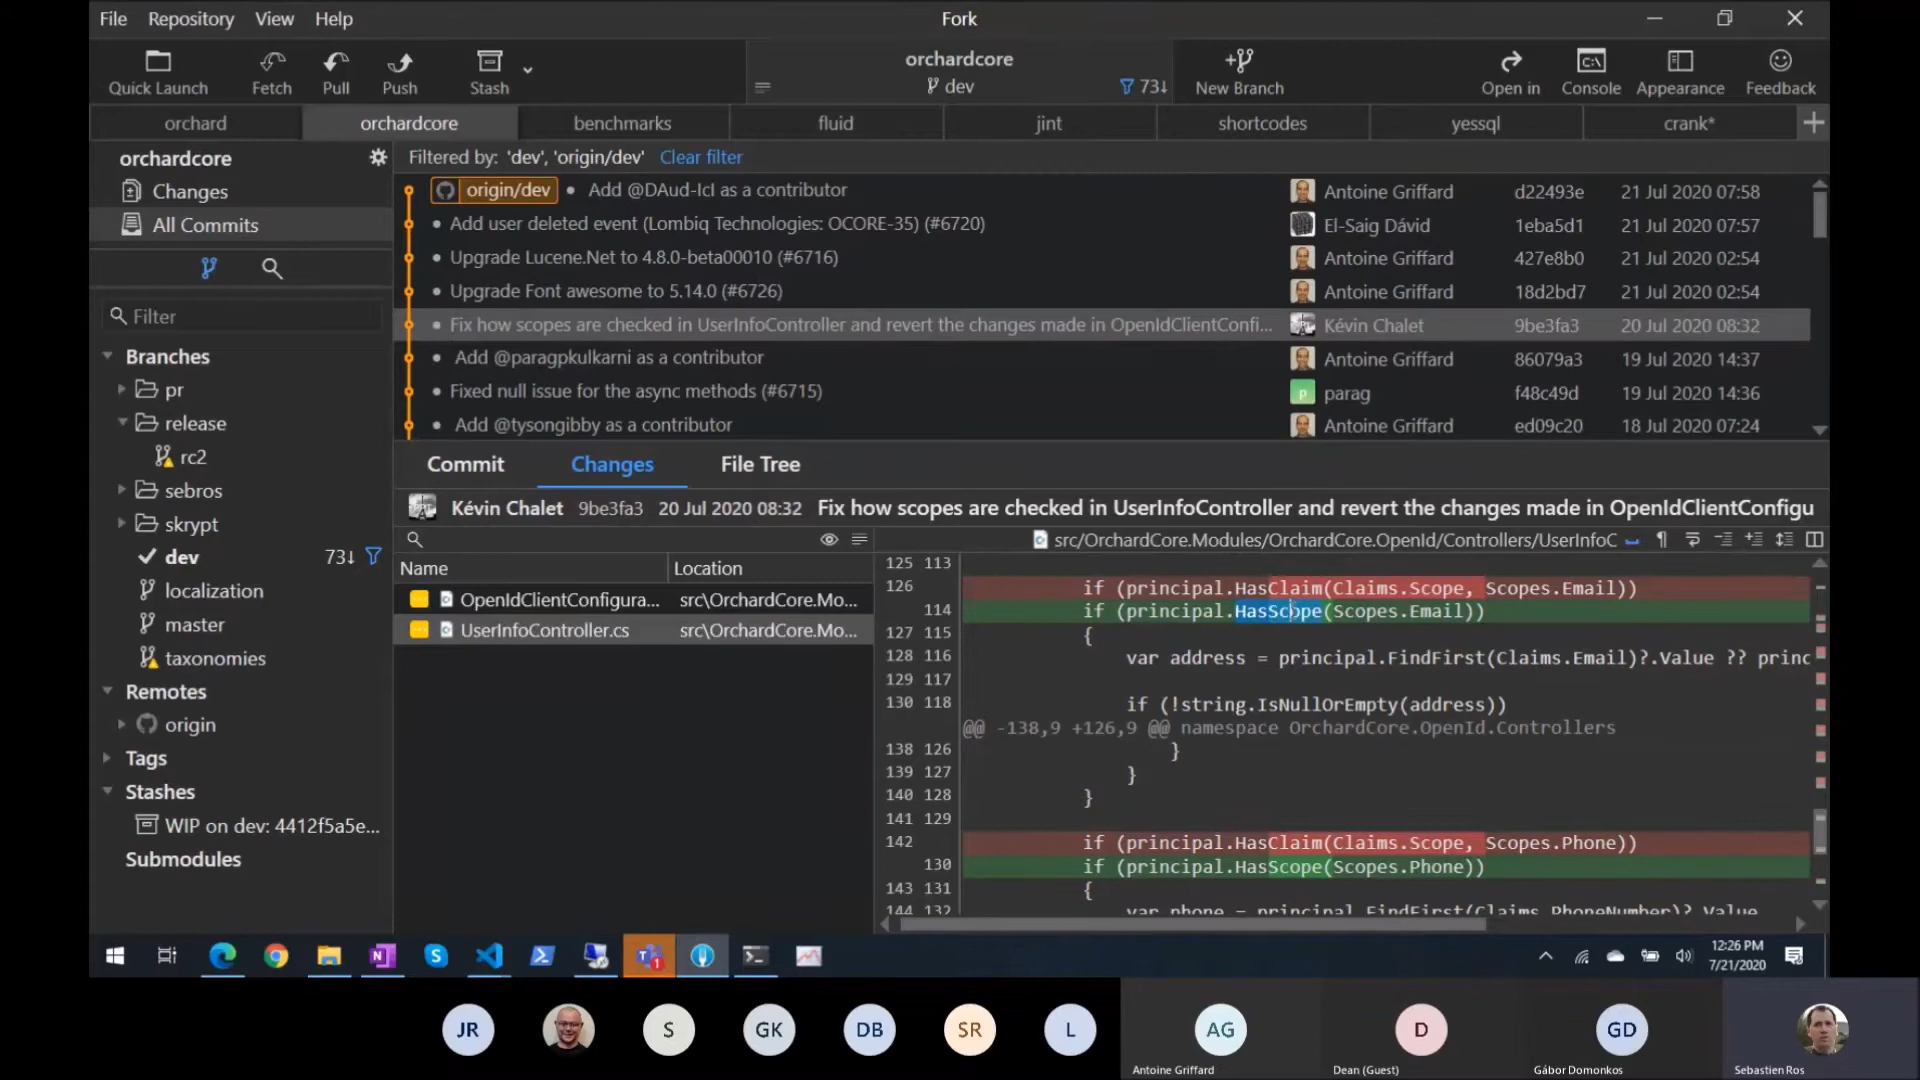 File Repository View Help Fork
Quick Launch Fetch Pull Push Stash orchardcore dev 73↓ New Branch Open in Console Appearance Feedback
orchard orchardcore benchmarks fluid jint shortcodes yessql crank*
orchardcore
Changes
All Commits
Filter
Branches
pr
release
rc2
sebros
skrypt
dev 73↓
localization
master
taxonomies
Remotes
origin
Tags
Stashes
WIP on dev: 4412f5a5e...
Submodules
Filtered by: 'dev', 'origin/dev' Clear filter
origin/dev • Add @DAud-IcI as a contributor Antoine Griffard d22493e 21 Jul 2020 07:58
• Add user deleted event (Lombiq Technologies: OCORE-35) (#6720) El-Saig Dávid 1eba5d1 21 Jul 2020 07:57
• Upgrade Lucene.Net to 4.8.0-beta00010 (#6716) Antoine Griffard 427e8b0 21 Jul 2020 02:54
• Upgrade Font awesome to 5.14.0 (#6726) Antoine Griffard 18d2bd7 21 Jul 2020 02:54
• Fix how scopes are checked in UserInfoController and revert the changes made in OpenIdClientConfi... Kévin Chalet 9be3fa3 20 Jul 2020 08:32
• Add @paragpkulkarni as a contributor Antoine Griffard 86079a3 19 Jul 2020 14:37
• Fixed null issue for the async methods (#6715) p parag f48c49d 19 Jul 2020 14:36
• Add @tysongibby as a contributor Antoine Griffard ed09c20 18 Jul 2020 07:24
Commit Changes File Tree
Kévin Chalet 9be3fa3 20 Jul 2020 08:32 Fix how scopes are checked in UserInfoController and revert the changes made in OpenIdClientConfigu
src/OrchardCore.Modules/OrchardCore.OpenId/Controllers/UserInfoC
Name Location
OpenIdClientConfigura... src\OrchardCore.Mo...
UserInfoController.cs src\OrchardCore.Mo...
125 113
126 if (principal.HasClaim(Claims.Scope, Scopes.Email))
114 if (principal.HasScope(Scopes.Email))
127 115 {
128 116 var address = principal.FindFirst(Claims.Email)?.Value ?? princ
129 117
130 118 if (!string.IsNullOrEmpty(address))
@@ -138,9 +126,9 @@ namespace OrchardCore.OpenId.Controllers
138 126 }
139 127 }
140 128 }
141 129
142 if (principal.HasClaim(Claims.Scope, Scopes.Phone))
130 if (principal.HasScope(Scopes.Phone))
143 131 {
144 132 var phone = principal.FindFirst(Claims.PhoneNumber)?.Value
12:26 PM
7/21/2020
JR S GK DB SR L AG D GD
Antoine Griffard Dean (Guest) Gábor Domonkos Sebastien Ros